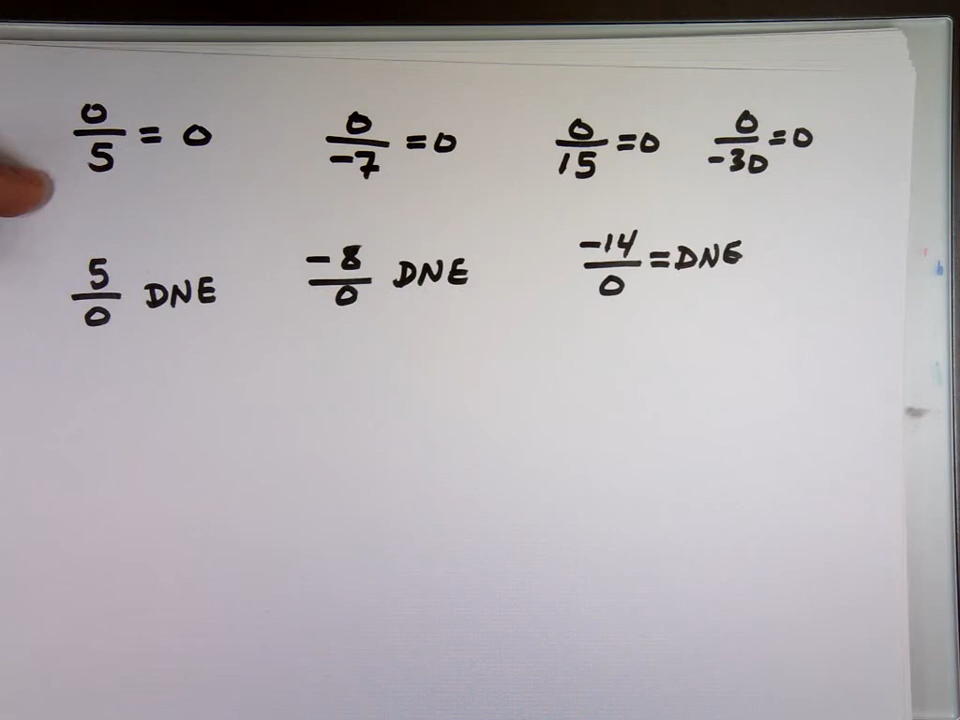 0/5 = 0 0/-7 = 0 0/15 = 0 0/-30 = 0
5/0 DNE -8/0 DNE -14/0 = DNE